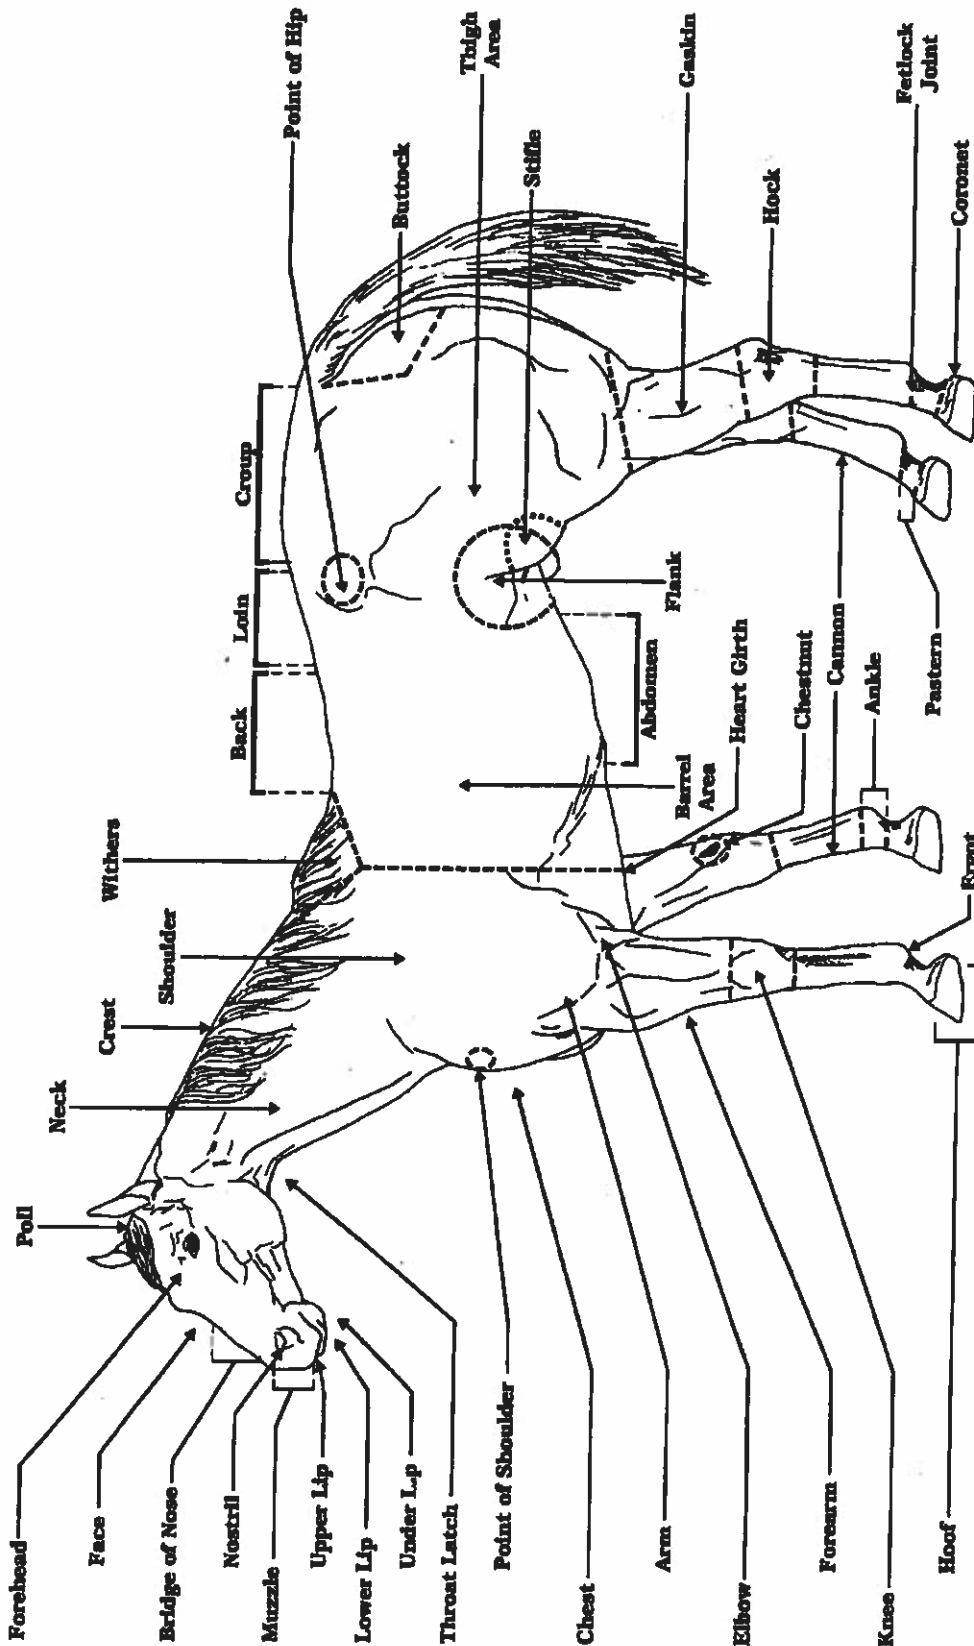 Forehead
Face
Bridge of Nose
Nostril
Muzzle
Upper Lip
Lower Lip
Under Lip
Throat Latch
Point of Shoulder
Chest
Arm
Elbow
Forearm
Knee
Hoof
Poll
Neck
Crest
Shoulder
Withers
Back
Loin
Croup
Point of Hip
Buttock
Thigh
Area
Stifle
Gaskin
Hock
Fetlock
Joint
Coronet
Flank
Abdomen
Barrel
Area
Heart Girth
Chestnut
Cannon
Ankle
Pastern
Ergot